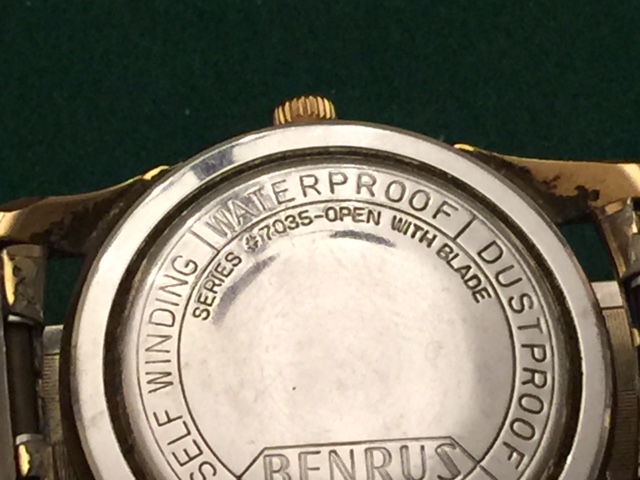 SELF WINDING | WATERPROOF | DUSTPROOF
SERIES #7035-OPEN WITH BLADE
BENRUS